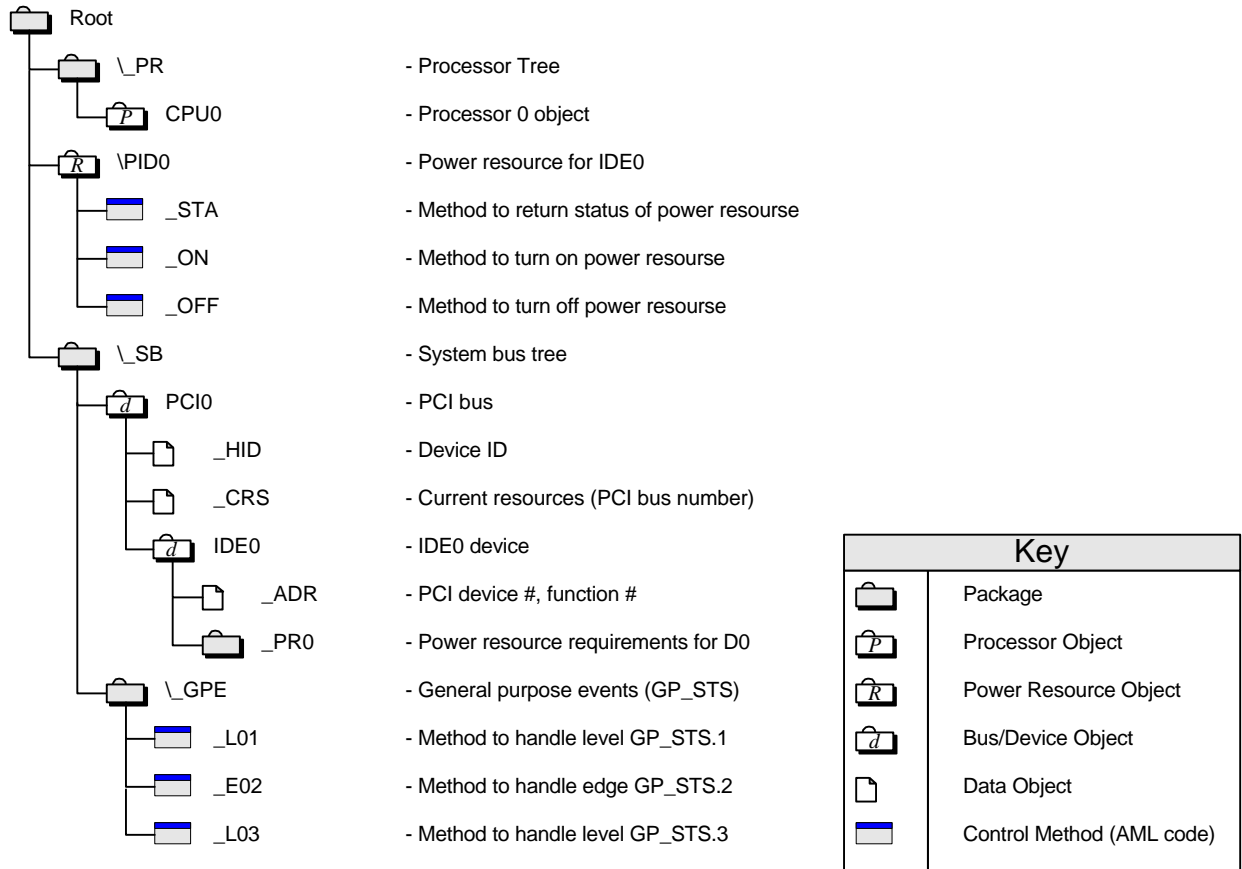 Root
\_PR - Processor Tree
P CPU0 - Processor 0 object
R \PID0 - Power resource for IDE0
_STA - Method to return status of power resourse
_ON - Method to turn on power resourse
_OFF - Method to turn off power resourse
\_SB - System bus tree
d PCI0 - PCI bus
_HID - Device ID
_CRS - Current resources (PCI bus number)
d IDE0 - IDE0 device
_ADR - PCI device #, function #
_PR0 - Power resource requirements for D0
\_GPE - General purpose events (GP_STS)
_L01 - Method to handle level GP_STS.1
_E02 - Method to handle edge GP_STS.2
_L03 - Method to handle level GP_STS.3
Key
Package
P Processor Object
R Power Resource Object
d Bus/Device Object
Data Object
Control Method (AML code)